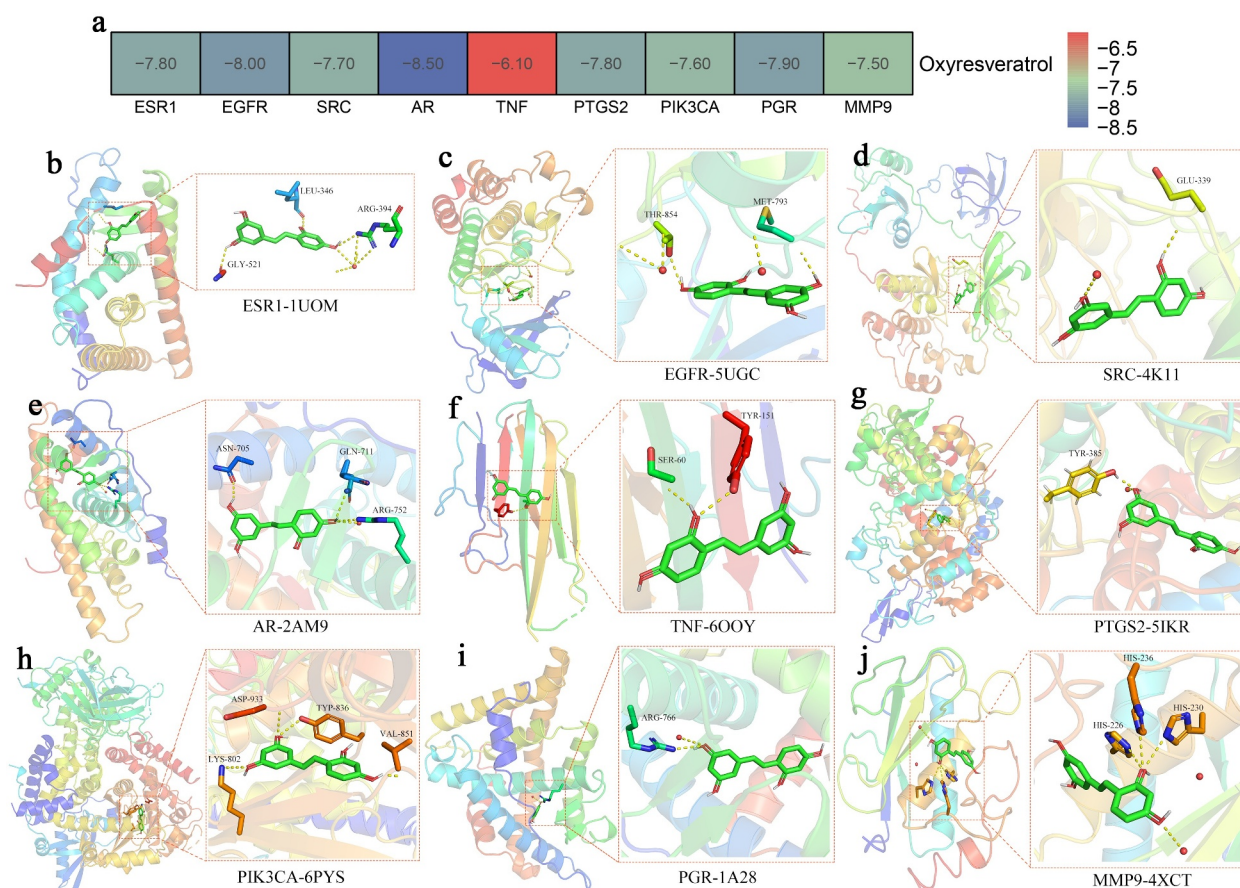 a
−7.80 −8.00 −7.70 −8.50 −6.10 −7.80 −7.60 −7.90 −7.50 Oxyresveratrol
ESR1 EGFR SRC AR TNF PTGS2 PIK3CA PGR MMP9
−6.5
−7
−7.5
−8
−8.5
b
LEU-346
ARG-394
GLY-521
ESR1-1UOM
c
THR-854
MET-793
EGFR-5UGC
d
GLU-339
SRC-4K11
e
ASN-705
GLN-711
ARG-752
AR-2AM9
f
TYR-151
SER-60
TNF-6OOY
g
TYR-385
PTGS2-5IKR
h
ASP-933
TYP-836
VAL-851
LYS-802
PIK3CA-6PYS
i
ARG-766
PGR-1A28
j
HIS-236
HIS-226
HIS-230
MMP9-4XCT